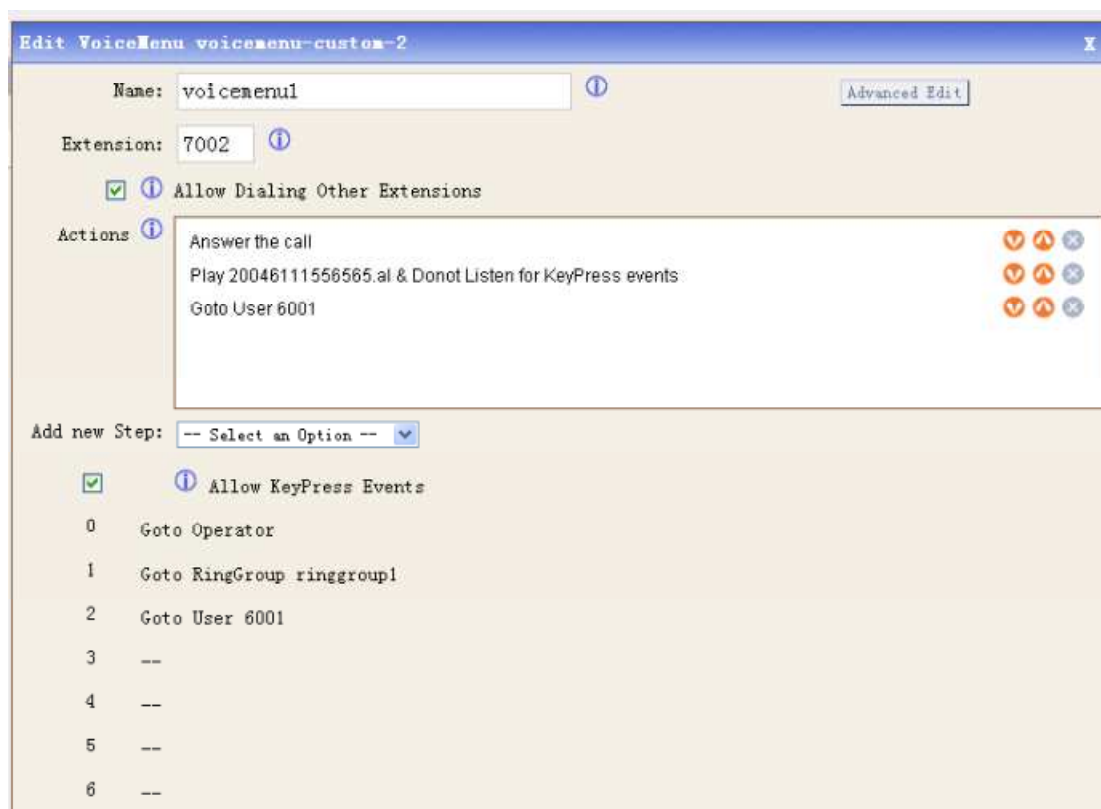 Edit VoiceMenu voicemenu-custom-2 X
Name: voicemenu1 Advanced Edit
Extension: 7002
Allow Dialing Other Extensions
Actions
Answer the call
Play 20046111556565.al & Donot Listen for KeyPress events
Goto User 6001
Add new Step: -- Select an Option --
Allow KeyPress Events
0 Goto Operator
1 Goto RingGroup ringgroup1
2 Goto User 6001
3 --
4 --
5 --
6 --